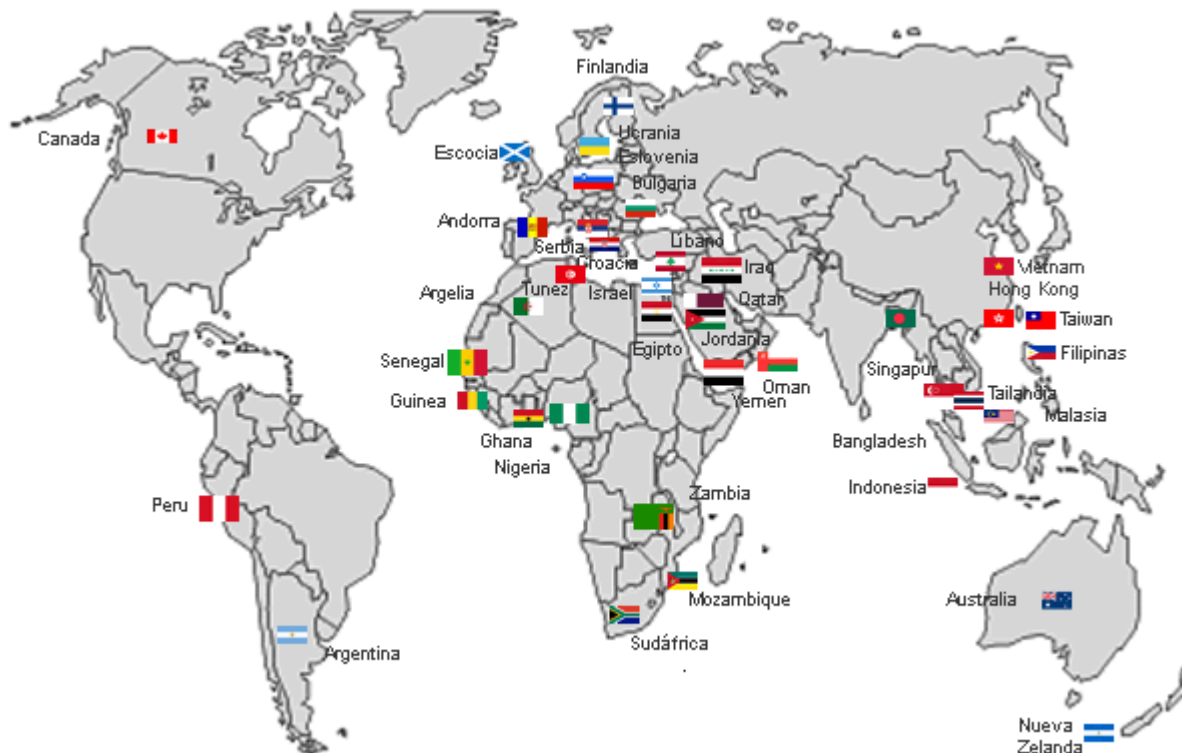 Finlandia
Canada
Ucrania
Escocia
Eslovenia
Bulgaria
Andorra
Serbia
Libano
Croacia
Iraq
Vietnam
Argelia
Tunez
Israel
Hong Kong
Qatar
Taiwan
Jordania
Egipto
Filipinas
Senegal
Singapur
Oman
Yemen
Tailandia
Guinea
Malasia
Ghana
Bangladesh
Nigeria
Indonesia
Zambia
Peru
Mozambique
Australia
Sudáfrica
Argentina
Nueva
Zelanda